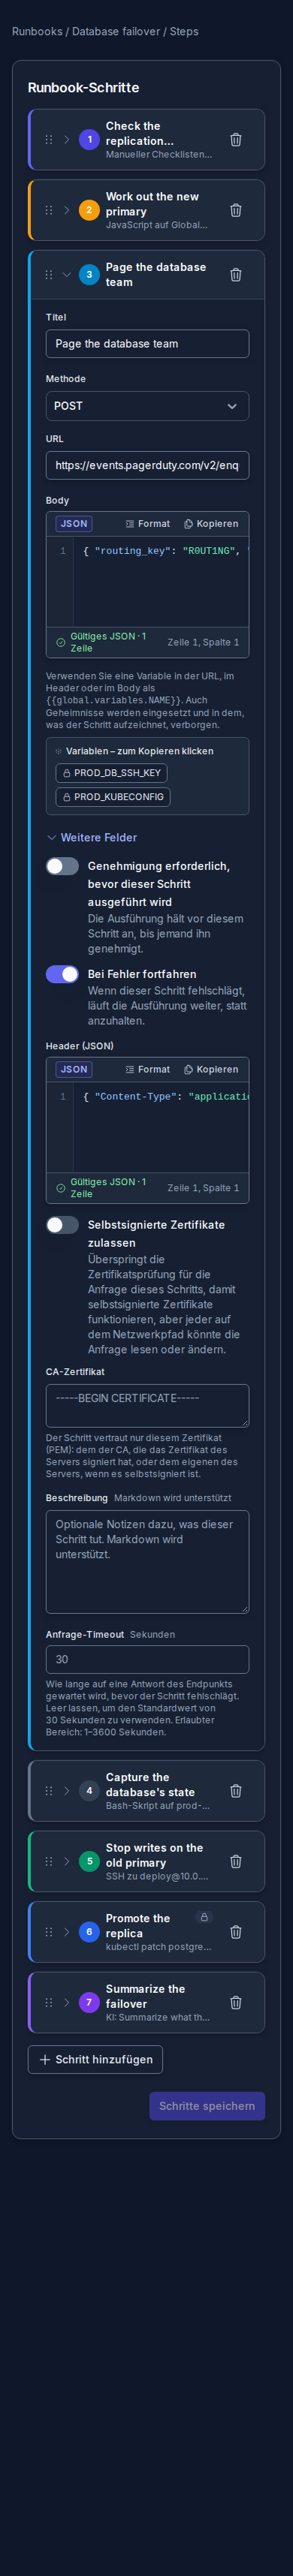 Runbooks / Database failover / Steps
Runbook-Schritte
1
Check the
replication...
Manueller Checklisten...
2
Work out the new
primary
JavaScript auf Global...
3
Page the database
team
Titel
Page the database team
Methode
POST
URL
https://events.pagerduty.com/v2/enq
Body
JSON Format Kopieren
1 { "routing_key": "R0UT1NG", "
Gültiges JSON · 1
Zeile
Zeile 1, Spalte 1
Verwenden Sie eine Variable in der URL, im
Header oder im Body als
{{global.variables.NAME}}. Auch
Geheimnisse werden eingesetzt und in dem,
was der Schritt aufzeichnet, verborgen.
Variablen – zum Kopieren klicken
PROD_DB_SSH_KEY
PROD_KUBECONFIG
Weitere Felder
Genehmigung erforderlich,
bevor dieser Schritt
ausgeführt wird
Die Ausführung hält vor diesem
Schritt an, bis jemand ihn
genehmigt.
Bei Fehler fortfahren
Wenn dieser Schritt fehlschlägt,
läuft die Ausführung weiter, statt
anzuhalten.
Header (JSON)
JSON Format Kopieren
1 { "Content-Type": "applicatio
Gültiges JSON · 1
Zeile
Zeile 1, Spalte 1
Selbstsignierte Zertifikate
zulassen
Überspringt die
Zertifikatsprüfung für die
Anfrage dieses Schritts, damit
selbstsignierte Zertifikate
funktionieren, aber jeder auf
dem Netzwerkpfad könnte die
Anfrage lesen oder ändern.
CA-Zertifikat
-----BEGIN CERTIFICATE-----
Der Schritt vertraut nur diesem Zertifikat
(PEM): dem der CA, die das Zertifikat des
Servers signiert hat, oder dem eigenen des
Servers, wenn es selbstsigniert ist.
Beschreibung Markdown wird unterstützt
Optionale Notizen dazu, was dieser
Schritt tut. Markdown wird
unterstützt.
Anfrage-Timeout Sekunden
30
Wie lange auf eine Antwort des Endpunkts
gewartet wird, bevor der Schritt fehlschlägt.
Leer lassen, um den Standardwert von
30 Sekunden zu verwenden. Erlaubter
Bereich: 1–3600 Sekunden.
4
Capture the
database's state
Bash-Skript auf prod-...
5
Stop writes on the
old primary
SSH zu deploy@10.0....
6
Promote the
replica
kubectl patch postgre...
7
Summarize the
failover
KI: Summarize what th...
Schritt hinzufügen
Schritte speichern